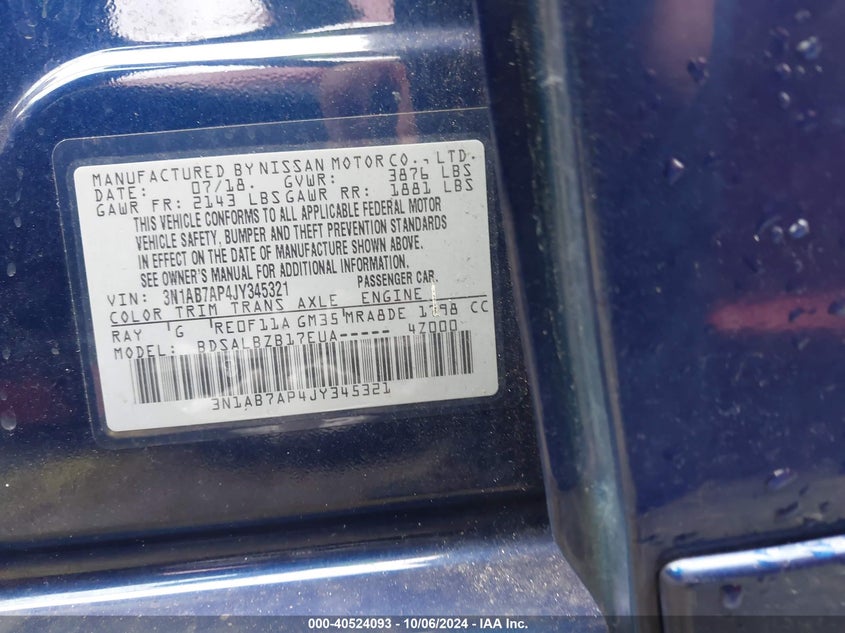 MANUFACTURED BY NISSAN MOTOR CO., LTD.
DATE: 07/18. GVWR: 3876 LBS
GAWR FR: 2143 LBS GAWR RR: 1881 LBS
THIS VEHICLE CONFORMS TO ALL APPLICABLE FEDERAL MOTOR
VEHICLE SAFETY, BUMPER AND THEFT PREVENTION STANDARDS
IN EFFECT ON THE DATE OF MANUFACTURE SHOWN ABOVE.
SEE OWNER'S MANUAL FOR ADDITIONAL INFORMATION.
VIN: 3N1AB7AP4JY345321 PASSENGER CAR.
COLOR TRIM TRANS AXLE ENGINE
RAY G RE0F11A GM35 MRA8DE 1798 CC
MODEL: BDSALBZB17EUA----- 47000
3N1AB7AP4JY345321
000-40524093 - 10/06/2024 - IAA Inc.